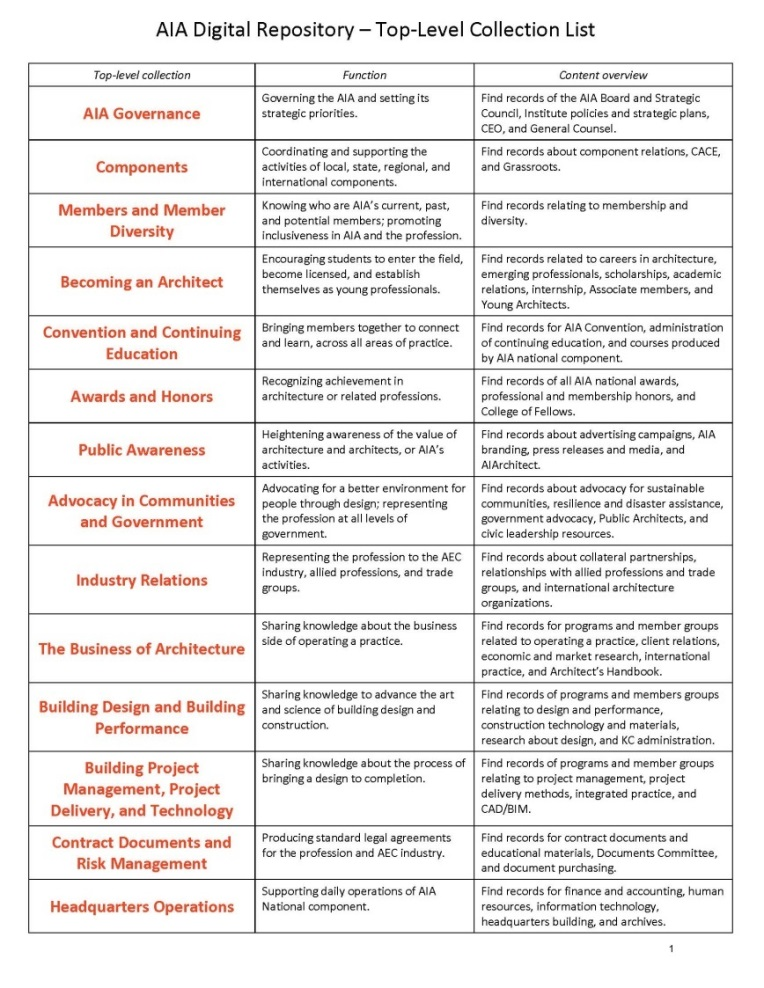 AIA Digital Repository – Top-Level Collection List
Top-level collection
Function
Content overview
AIA Governance
Governing the AIA and setting its
strategic priorities.
Find records of the AIA Board and Strategic
Council, Institute policies and strategic plans,
CEO, and General Counsel.
Components
Coordinating and supporting the
activities of local, state, regional, and
international components.
Find records about component relations, CACE,
and Grassroots.
Members and Member
Diversity
Knowing who are AIA's current, past,
and potential members; promoting
inclusiveness in AIA and the profession.
Find records relating to membership and
diversity.
Becoming an Architect
Encouraging students to enter the field,
become licensed, and establish
themselves as young professionals.
Find records related to careers in architecture,
emerging professionals, scholarships, academic
relations, internship, Associate members, and
Young Architects.
Convention and Continuing
Education
Bringing members together to connect
and learn, across all areas of practice.
Find records for AIA Convention, administration
of continuing education, and courses produced
by AIA national component.
Awards and Honors
Recognizing achievement in
architecture or related professions.
Find records of all AIA national awards,
professional and membership honors, and
College of Fellows.
Public Awareness
Heightening awareness of the value of
architecture and architects, or AIA's
activities.
Find records about advertising campaigns, AIA
branding, press releases and media, and
AIArchitect.
Advocacy in Communities
and Government
Advocating for a better environment for
people through design; representing
the profession at all levels of
government.
Find records about advocacy for sustainable
communities, resilience and disaster assistance,
government advocacy, Public Architects, and
civic leadership resources.
Industry Relations
Representing the profession to the AEC
industry, allied professions, and trade
groups.
Find records about collateral partnerships,
relationships with allied professions and trade
groups, and international architecture
organizations.
The Business of Architecture
Sharing knowledge about the business
side of operating a practice.
Find records for programs and member groups
related to operating a practice, client relations,
economic and market research, international
practice, and Architect's Handbook.
Building Design and Building
Performance
Sharing knowledge to advance the art
and science of building design and
construction.
Find records of programs and members groups
relating to design and performance,
construction technology and materials,
research about design, and KC administration.
Building Project
Management, Project
Delivery, and Technology
Sharing knowledge about the process of
bringing a design to completion.
Find records of programs and member groups
relating to project management, project
delivery methods, integrated practice, and
CAD/BIM.
Contract Documents and
Risk Management
Producing standard legal agreements
for the profession and AEC industry.
Find records for contract documents and
educational materials, Documents Committee,
and document purchasing.
Headquarters Operations
Supporting daily operations of AIA
National component.
Find records for finance and accounting, human
resources, information technology,
headquarters building, and archives.
1